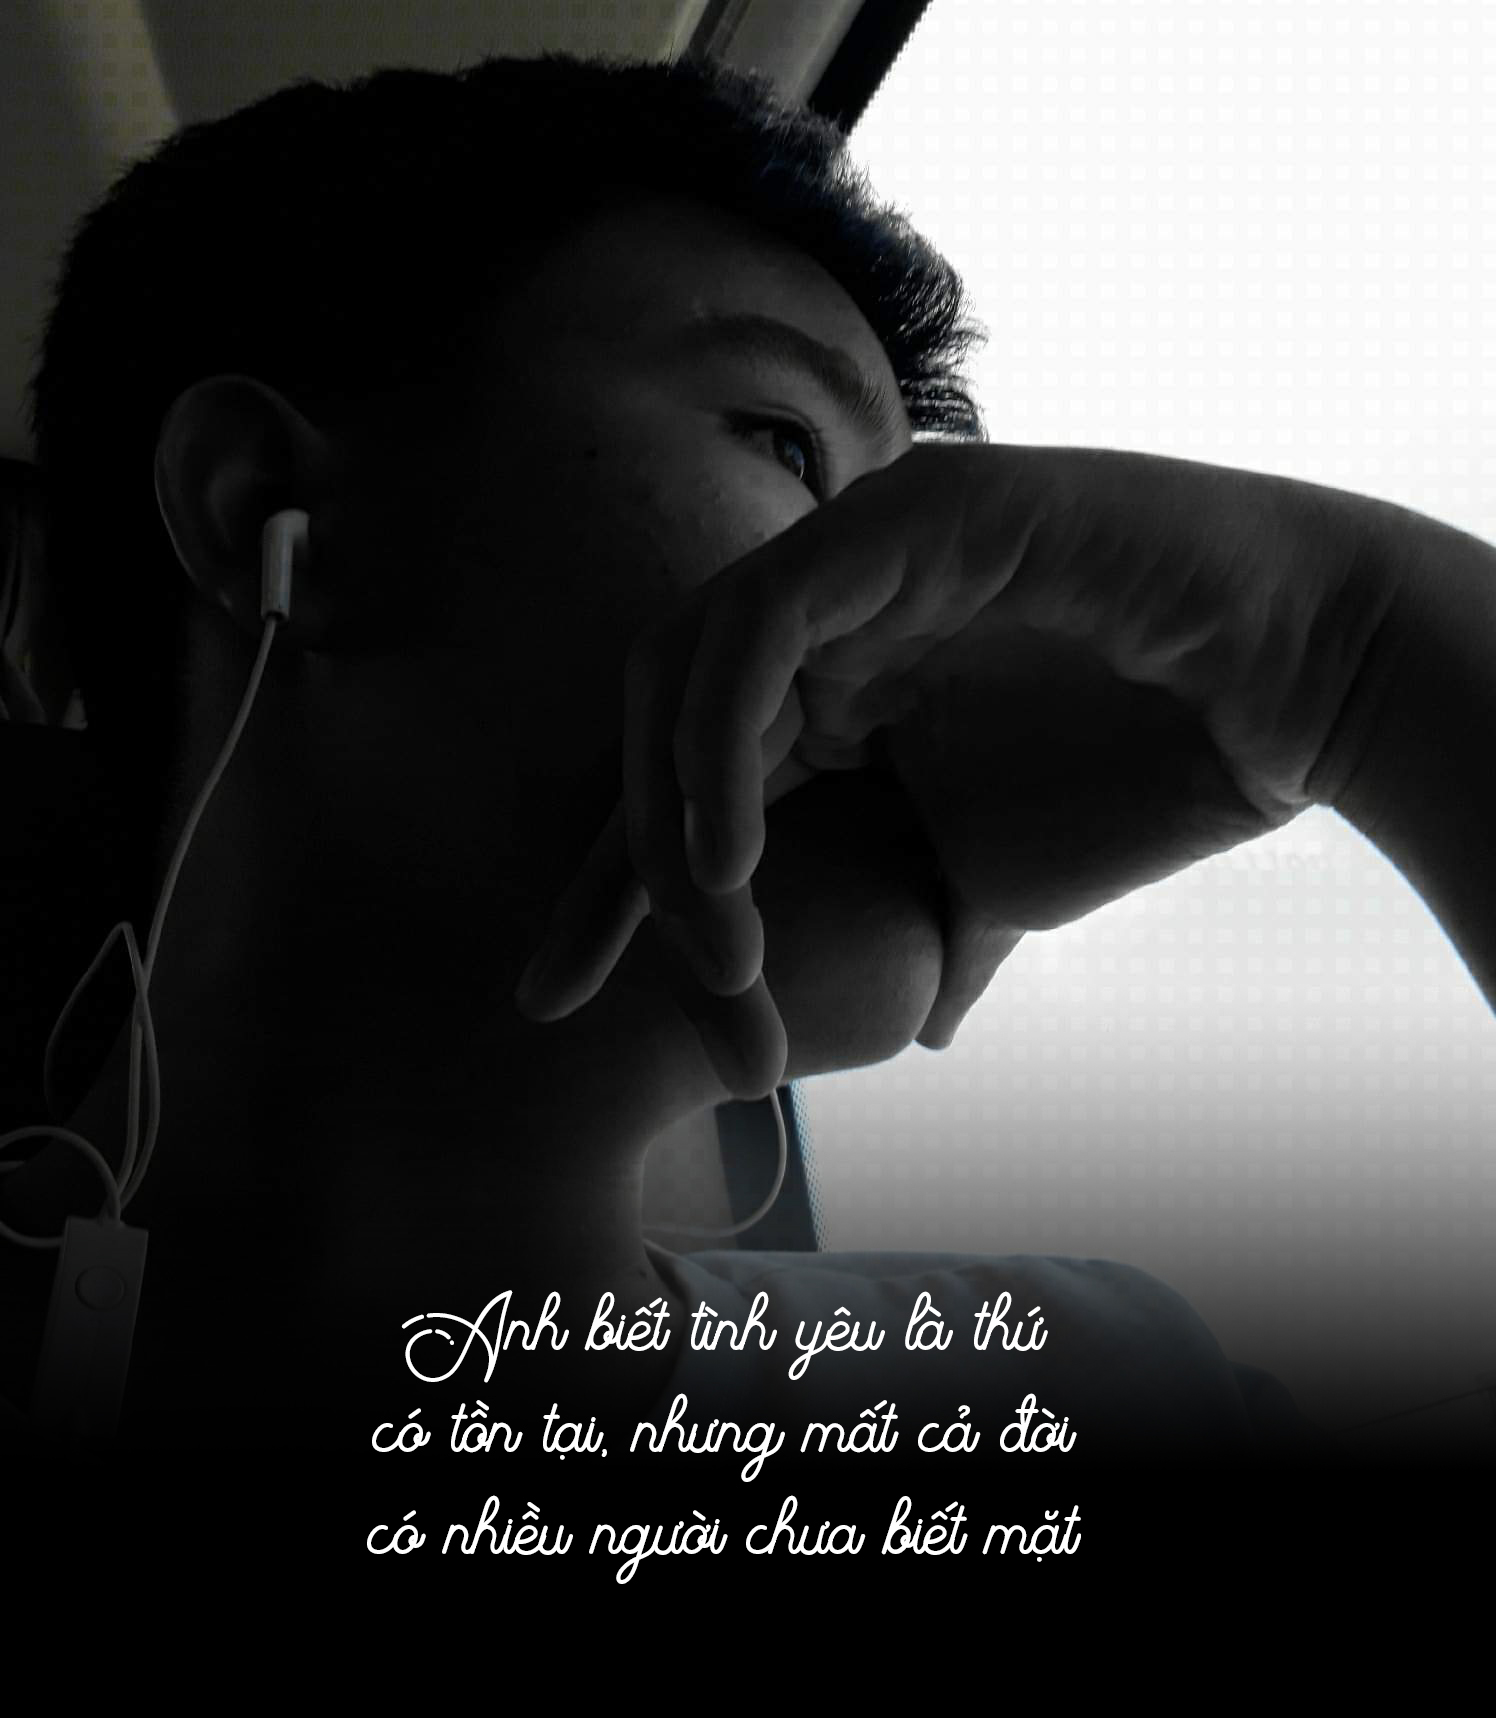 Anh biết tình yêu là thứ
có tồn tại, nhưng mất cả đời
có nhiều người chưa biết mặt